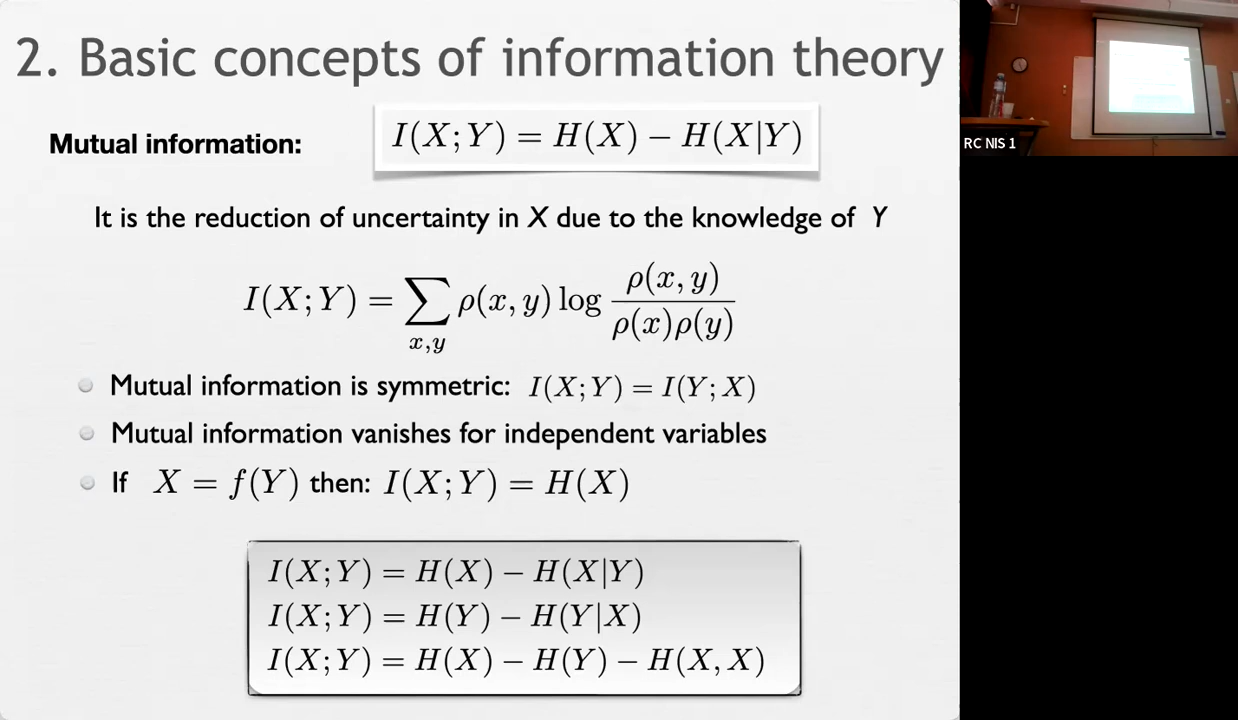 2. Basic concepts of information theory
Mutual information: I(X;Y) = H(X) − H(X|Y)
It is the reduction of uncertainty in X due to the knowledge of Y
I(X;Y) = ∑_{x,y} ρ(x,y) log ρ(x,y) / ρ(x)ρ(y)
Mutual information is symmetric: I(X;Y) = I(Y;X)
Mutual information vanishes for independent variables
If X = f(Y) then: I(X;Y) = H(X)
I(X;Y) = H(X) − H(X|Y)
I(X;Y) = H(Y) − H(Y|X)
I(X;Y) = H(X) − H(Y) − H(X,X)
RC NIS 1